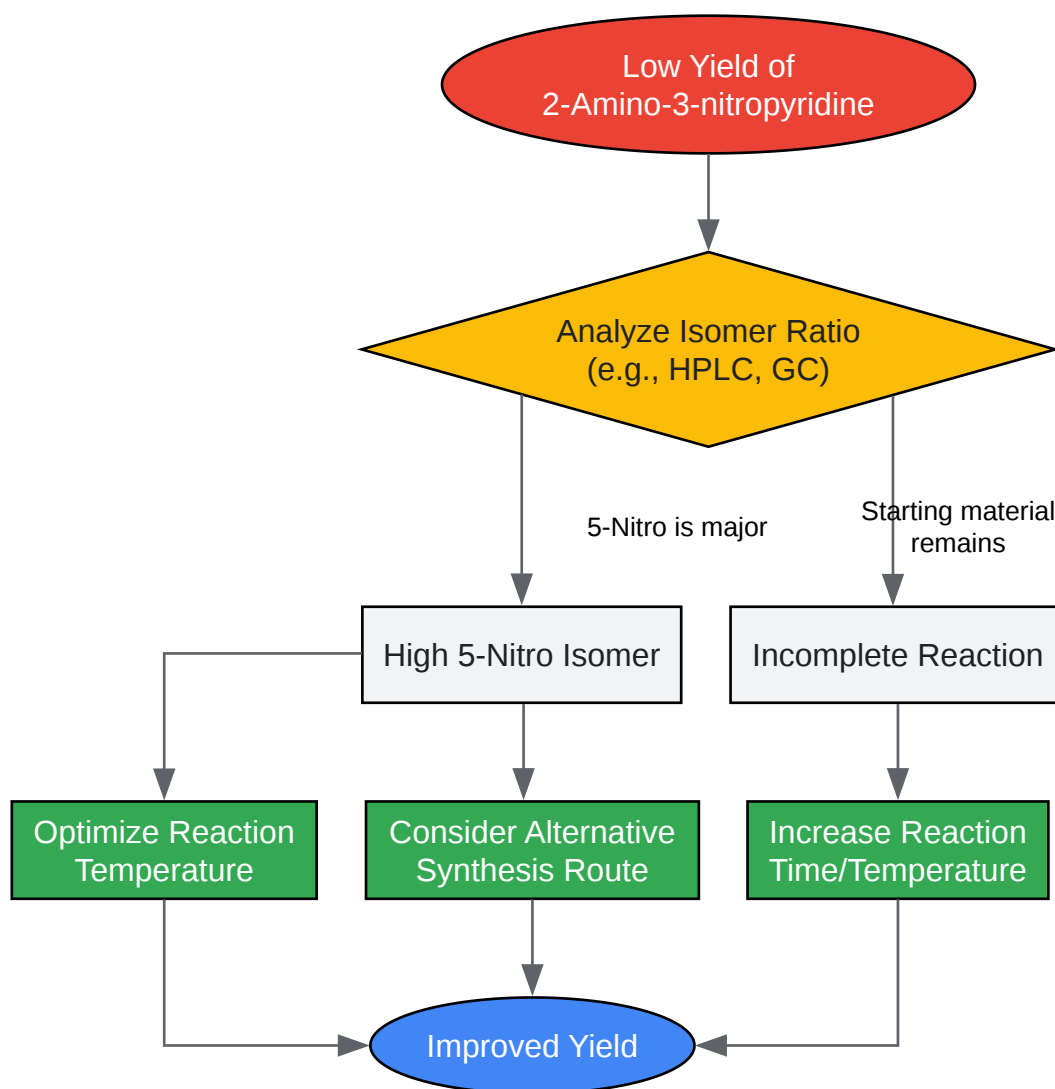 Low Yield of
2-Amino-3-nitropyridine
Analyze Isomer Ratio
(e.g., HPLC, GC)
5-Nitro is major
Starting material
remains
High 5-Nitro Isomer
Incomplete Reaction
Optimize Reaction
Temperature
Consider Alternative
Synthesis Route
Increase Reaction
Time/Temperature
Improved Yield